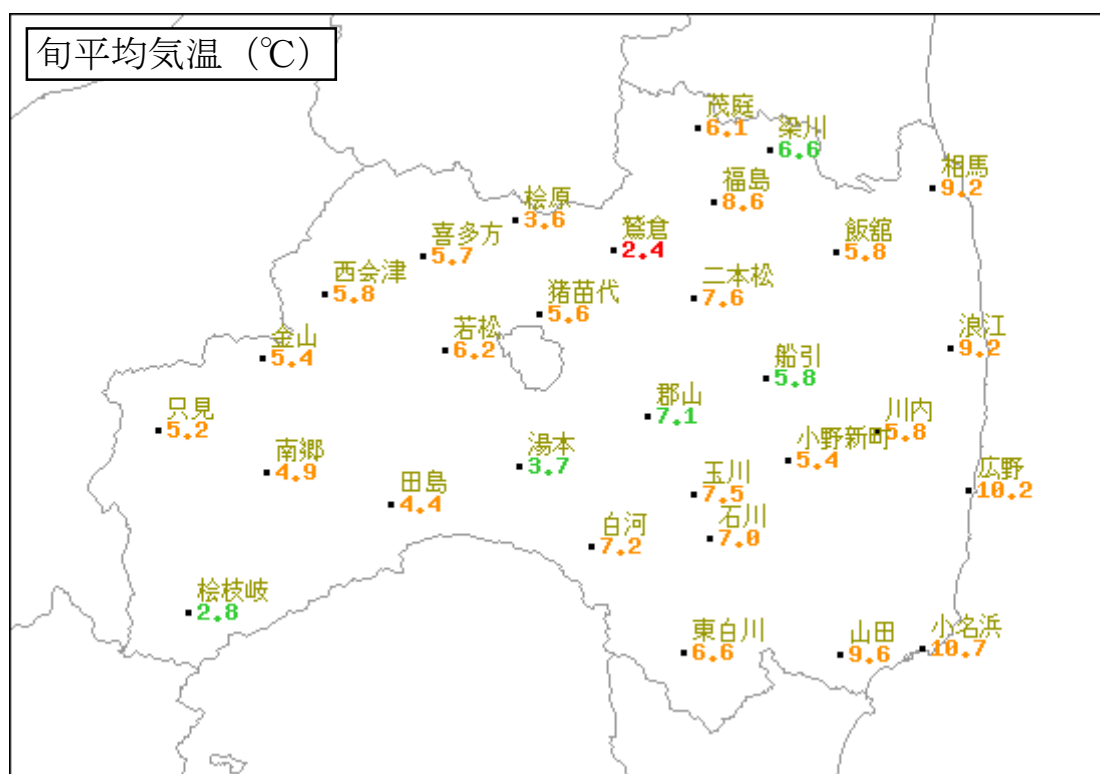 旬平均気温（℃）
茂庭
6.1
梁川
6.6
相馬
9.2
福島
8.6
桧原
3.6
鷲倉
2.4
喜多方
5.7
飯舘
5.8
西会津
5.8
二本松
7.6
猪苗代
5.6
金山
5.4
若松
6.2
浪江
9.2
船引
5.8
郡山
7.1
只見
5.2
川内
5.8
南郷
4.9
湯本
3.7
小野新町
5.4
広野
10.2
田島
4.4
玉川
7.5
石川
7.0
白河
7.2
桧枝岐
2.8
東白川
6.6
山田
9.6
小名浜
10.7